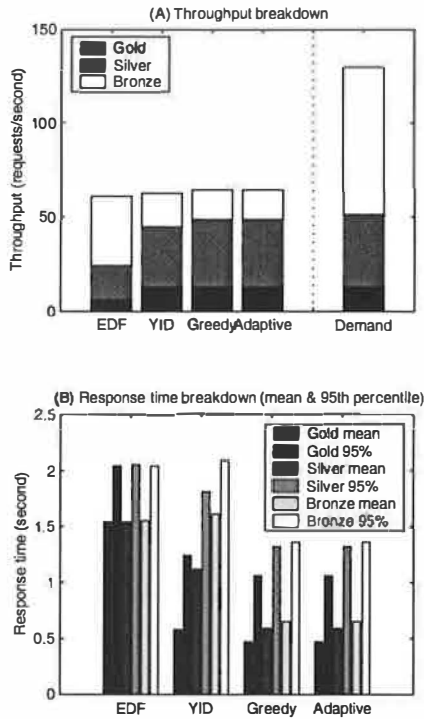 (A) Throughput breakdown
150
100
50
0
Throughput (requests/second)
Gold
Silver
Bronze
EDF YID Greedy Adaptive Demand
(B) Response time breakdown (mean & 95th percentile)
2.5
2
1.5
1
0.5
0
Response time (second)
Gold mean
Gold 95%
Silver mean
Silver 95%
Bronze mean
Bronze 95%
EDF YID Greedy Adaptive